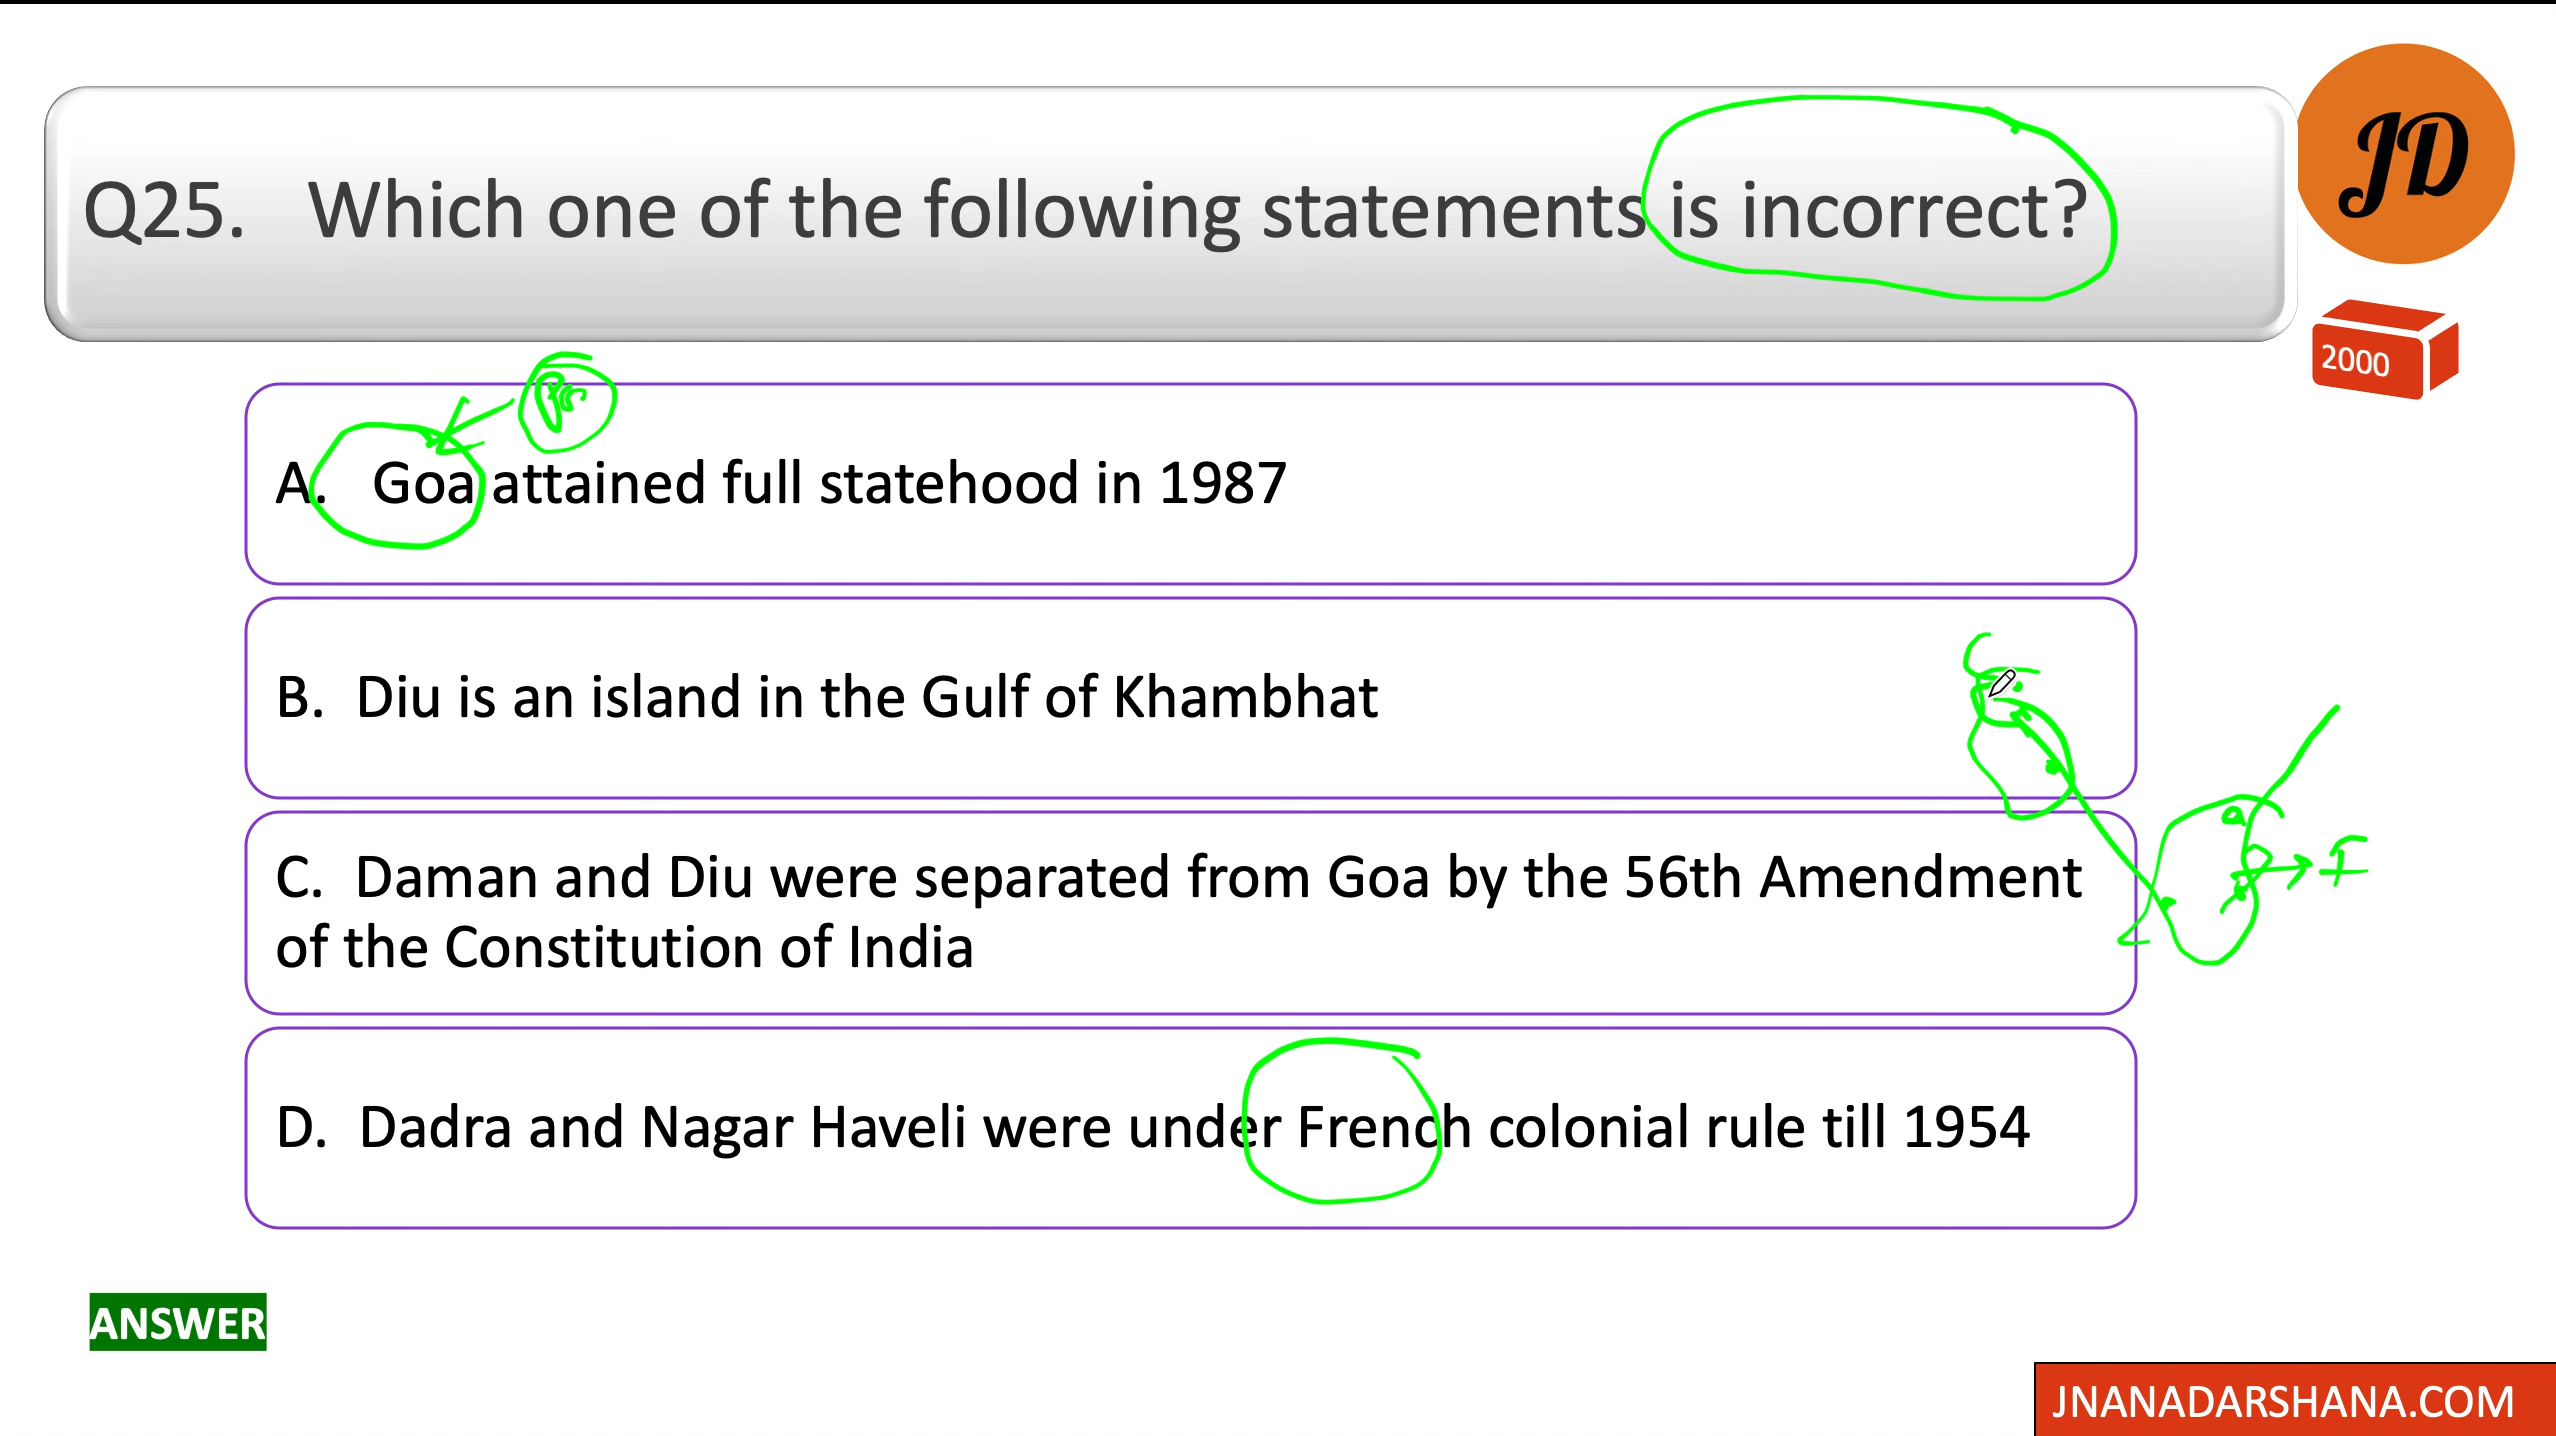 Q25. Which one of the following statements is incorrect?
JD
2000
A. Goa attained full statehood in 1987
B. Diu is an island in the Gulf of Khambhat
C. Daman and Diu were separated from Goa by the 56th Amendment
of the Constitution of India
D. Dadra and Nagar Haveli were under French colonial rule till 1954
ANSWER
JNANADARSHANA.COM